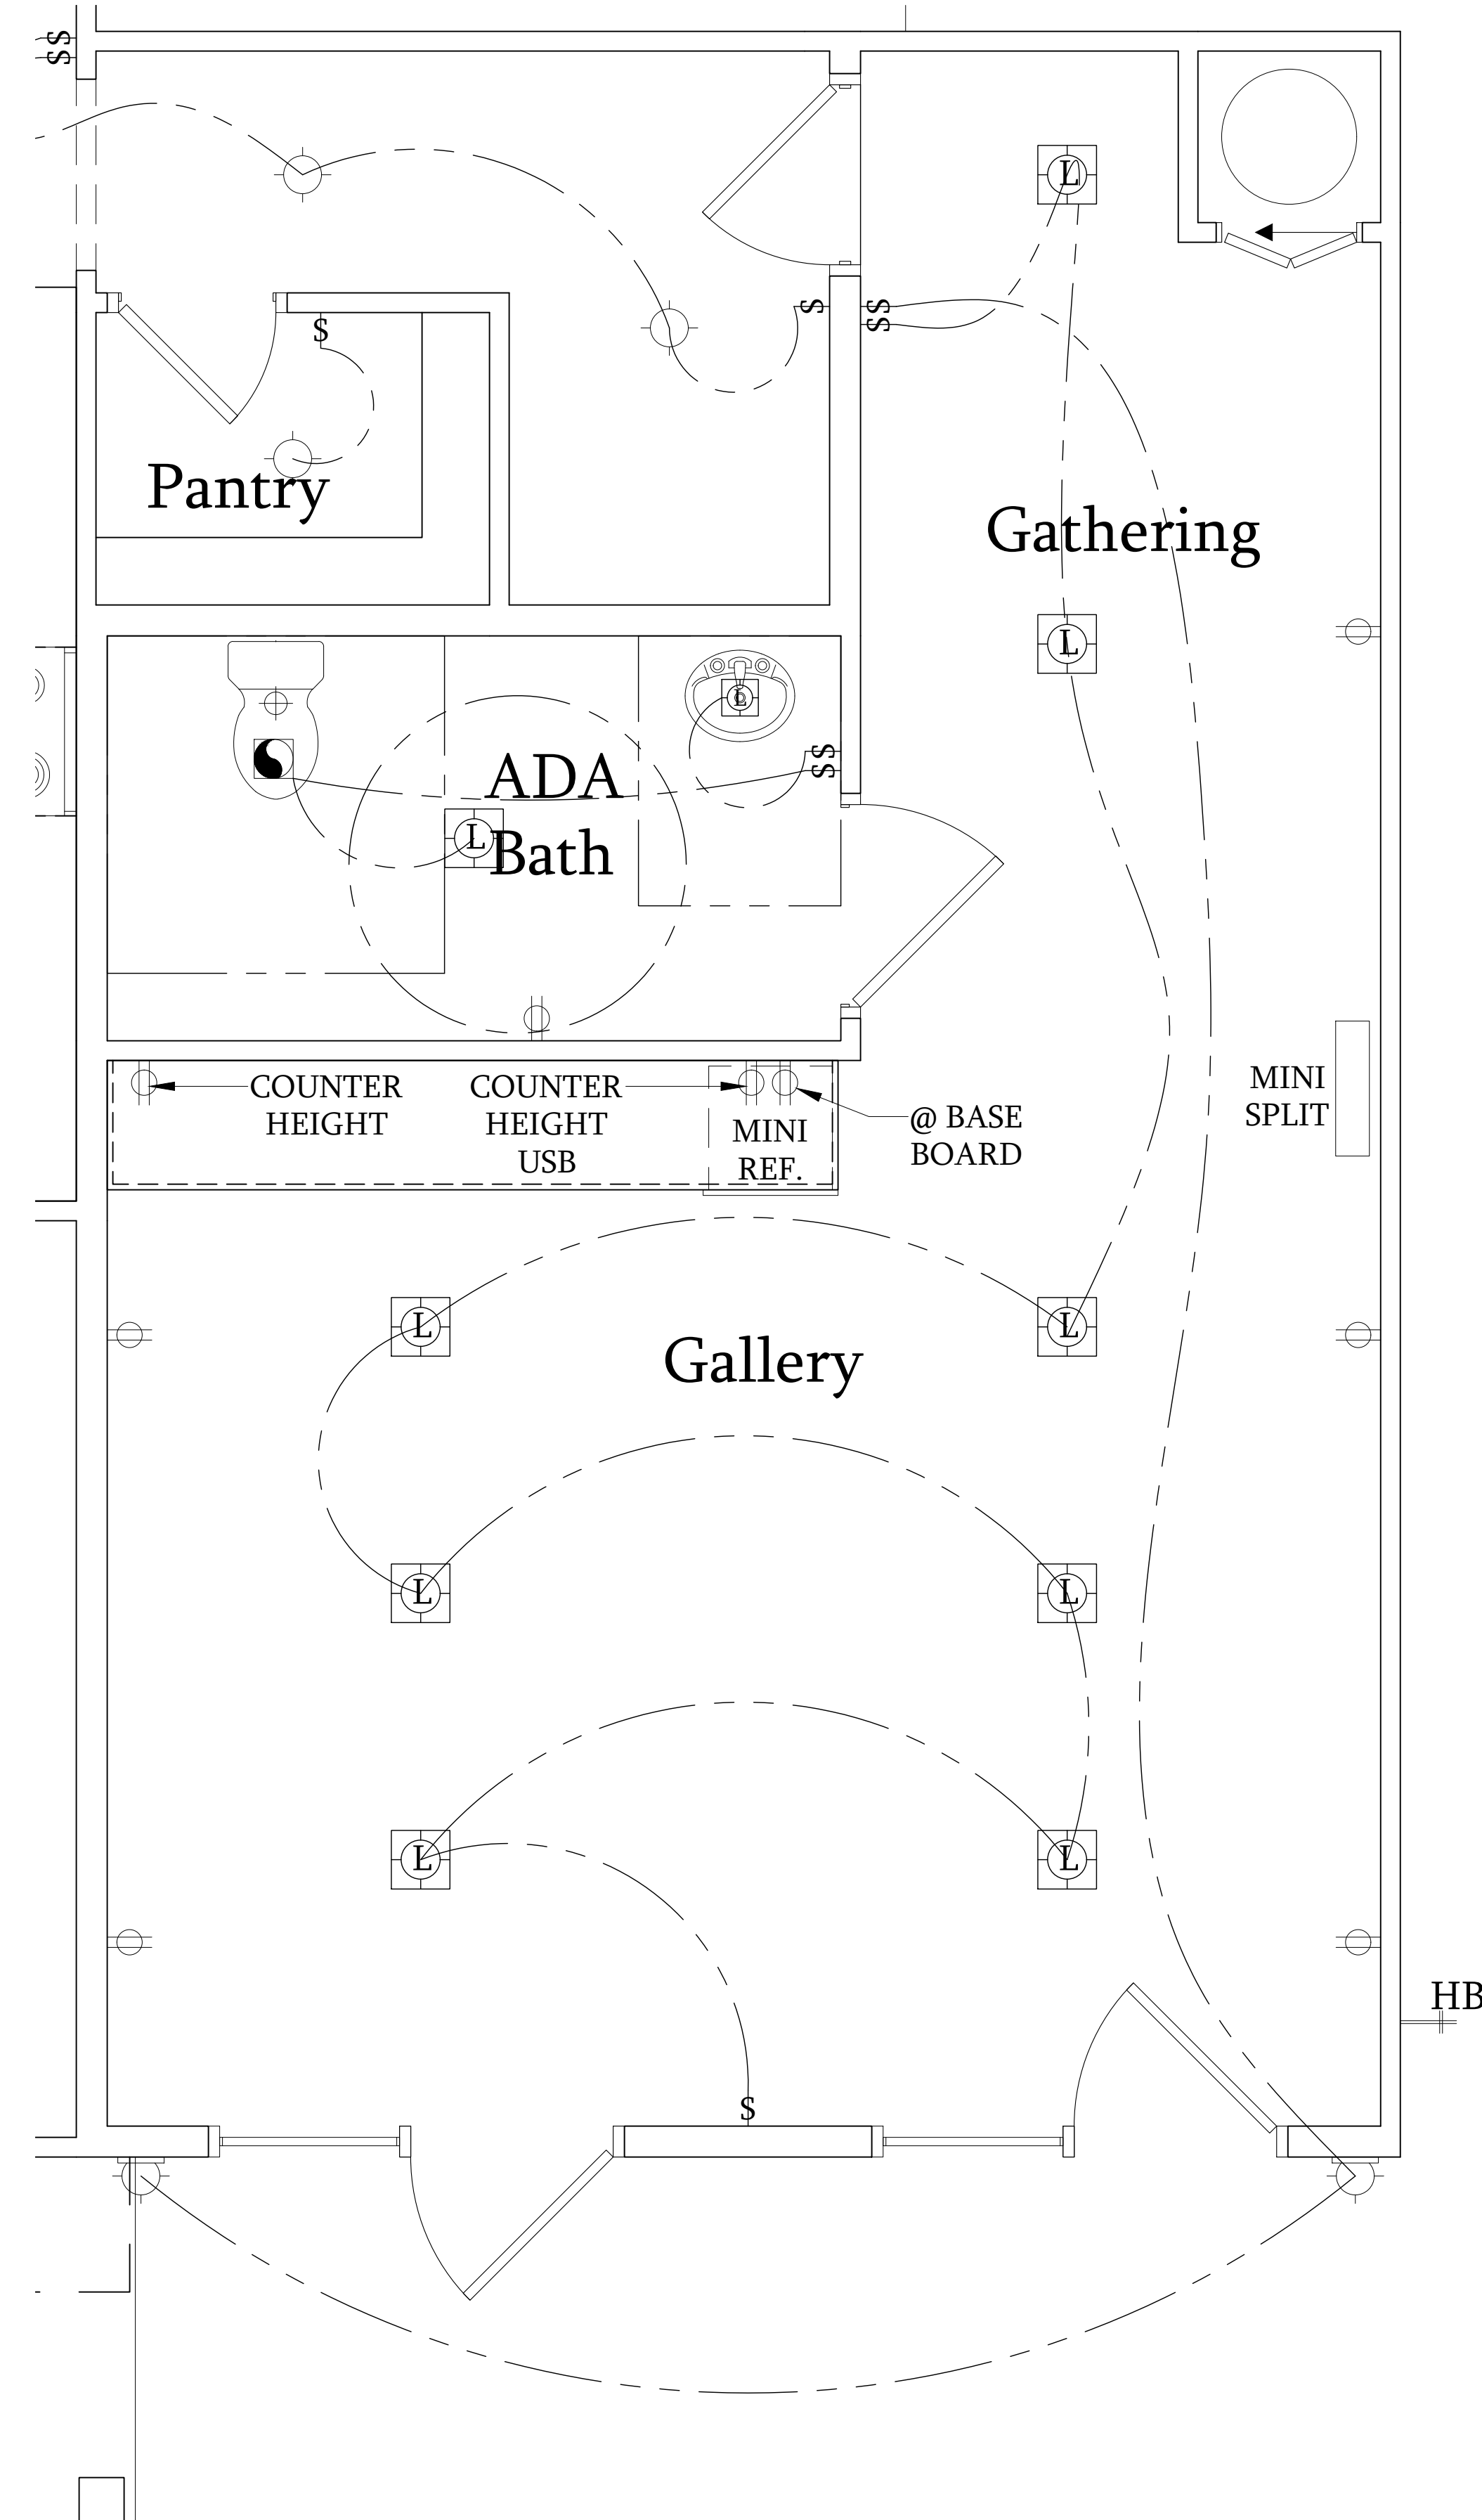 $$
L
$
$$
$
Pantry
Gathering
L
L
$$
ADA
Bath
L
COUNTER
HEIGHT
COUNTER
HEIGHT
USB
MINI
REF.
@ BASE
BOARD
MINI
SPLIT
L
L
Gallery
L
L
L
L
HB
$